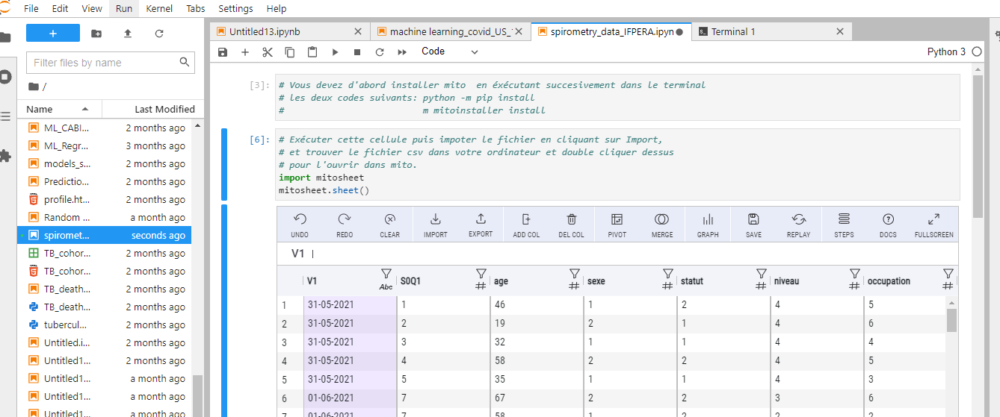 File Edit View Run Kernel Tabs Settings Help
Untitled13.ipynb
machine learning_covid_US_
spirometry_data_IFPERA.ipyn
Terminal 1
Filter files by name
Code
Python 3
/
Name Last Modified
ML_CABI... 2 months ago
ML_Regr... 3 months ago
models_s... 2 months ago
Predictio... 2 months ago
profile.ht... 2 months ago
Random ... a month ago
spiromet... seconds ago
TB_cohor... 2 months ago
TB_cohor... 2 months ago
TB_death... 2 months ago
TB_death... 2 months ago
tubercul... 2 months ago
Untitled.i... 2 months ago
Untitled1... 2 months ago
Untitled1... a month ago
Untitled1... a month ago
Untitled1... a month ago
[3]: # Vous devez d'abord installer mito en éxécutant succesivement dans le terminal
# les deux codes suivants: python -m pip install
# m mitoinstaller install
[6]: # Exécuter cette cellule puis impoter le fichier en cliquant sur Import,
# et trouver le fichier csv dans votre ordinateur et double cliquer dessus
# pour l'ouvrir dans mito.
import mitosheet
mitosheet.sheet()
UNDO REDO CLEAR IMPORT EXPORT ADD COL DEL COL PIVOT MERGE GRAPH SAVE REPLAY STEPS DOCS FULLSCREEN
V1
V1 Abc S0Q1 # age # sexe # statut # niveau # occupation #
1 31-05-2021 1 46 1 2 4 5
2 31-05-2021 2 19 2 1 4 6
3 31-05-2021 3 32 1 1 4 4
4 31-05-2021 4 58 2 2 4 5
5 31-05-2021 5 35 1 1 4 3
6 01-06-2021 7 67 2 2 3 6
7 01-06-2021 7 58 1 2 2 2